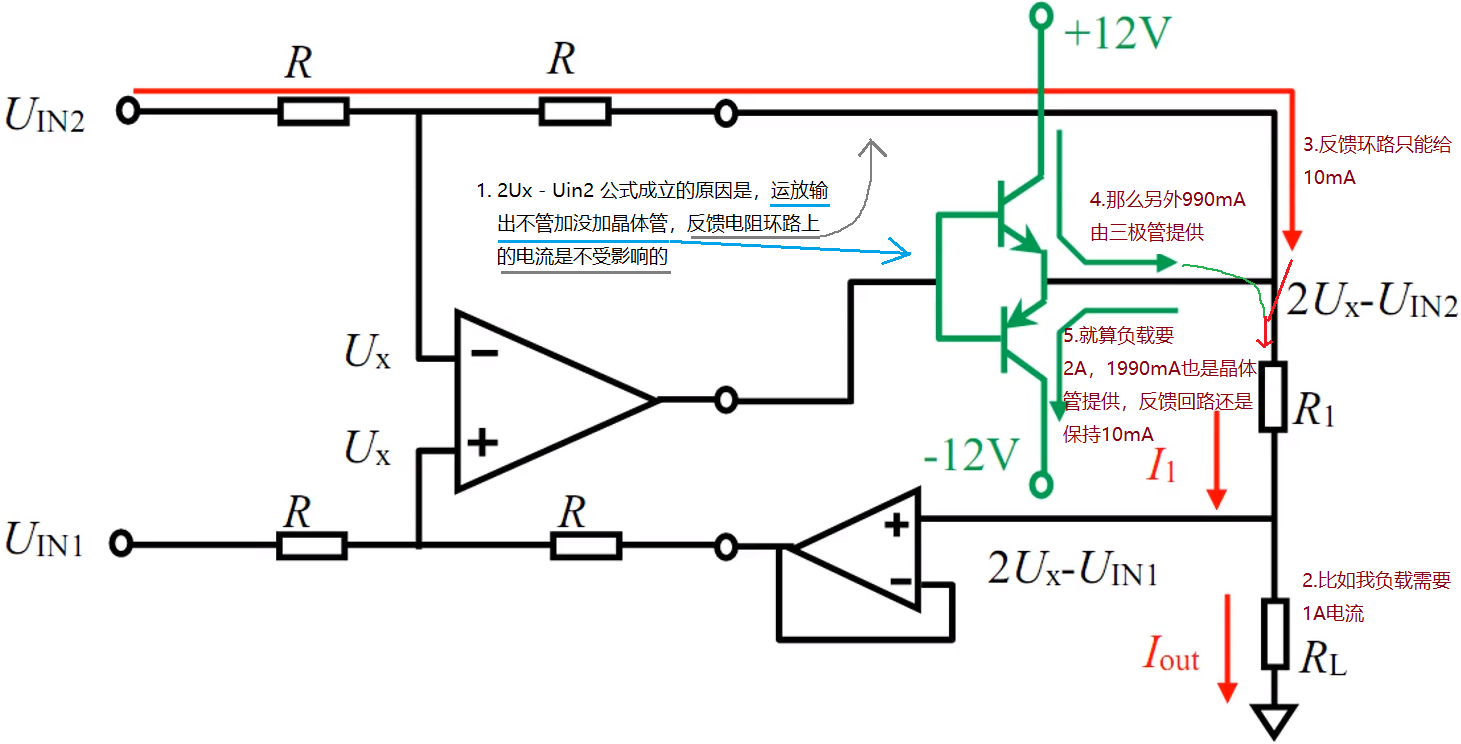 +12V
R
R
UIN2
3.反馈环路只能给
10mA
1. 2Ux - Uin2 公式成立的原因是，运放输
出不管加没加晶体管，反馈电阻环路上
的电流是不受影响的
4.那么另外990mA
由三极管提供
2Ux-UIN2
Ux
−
5.就算负载要
2A，1990mA也是晶体
管提供，反馈回路还是
保持10mA
R1
Ux
+
-12V
I1
R
R
UIN1
+
−
2Ux-UIN1
2.比如我负载需要
1A电流
Iout
RL